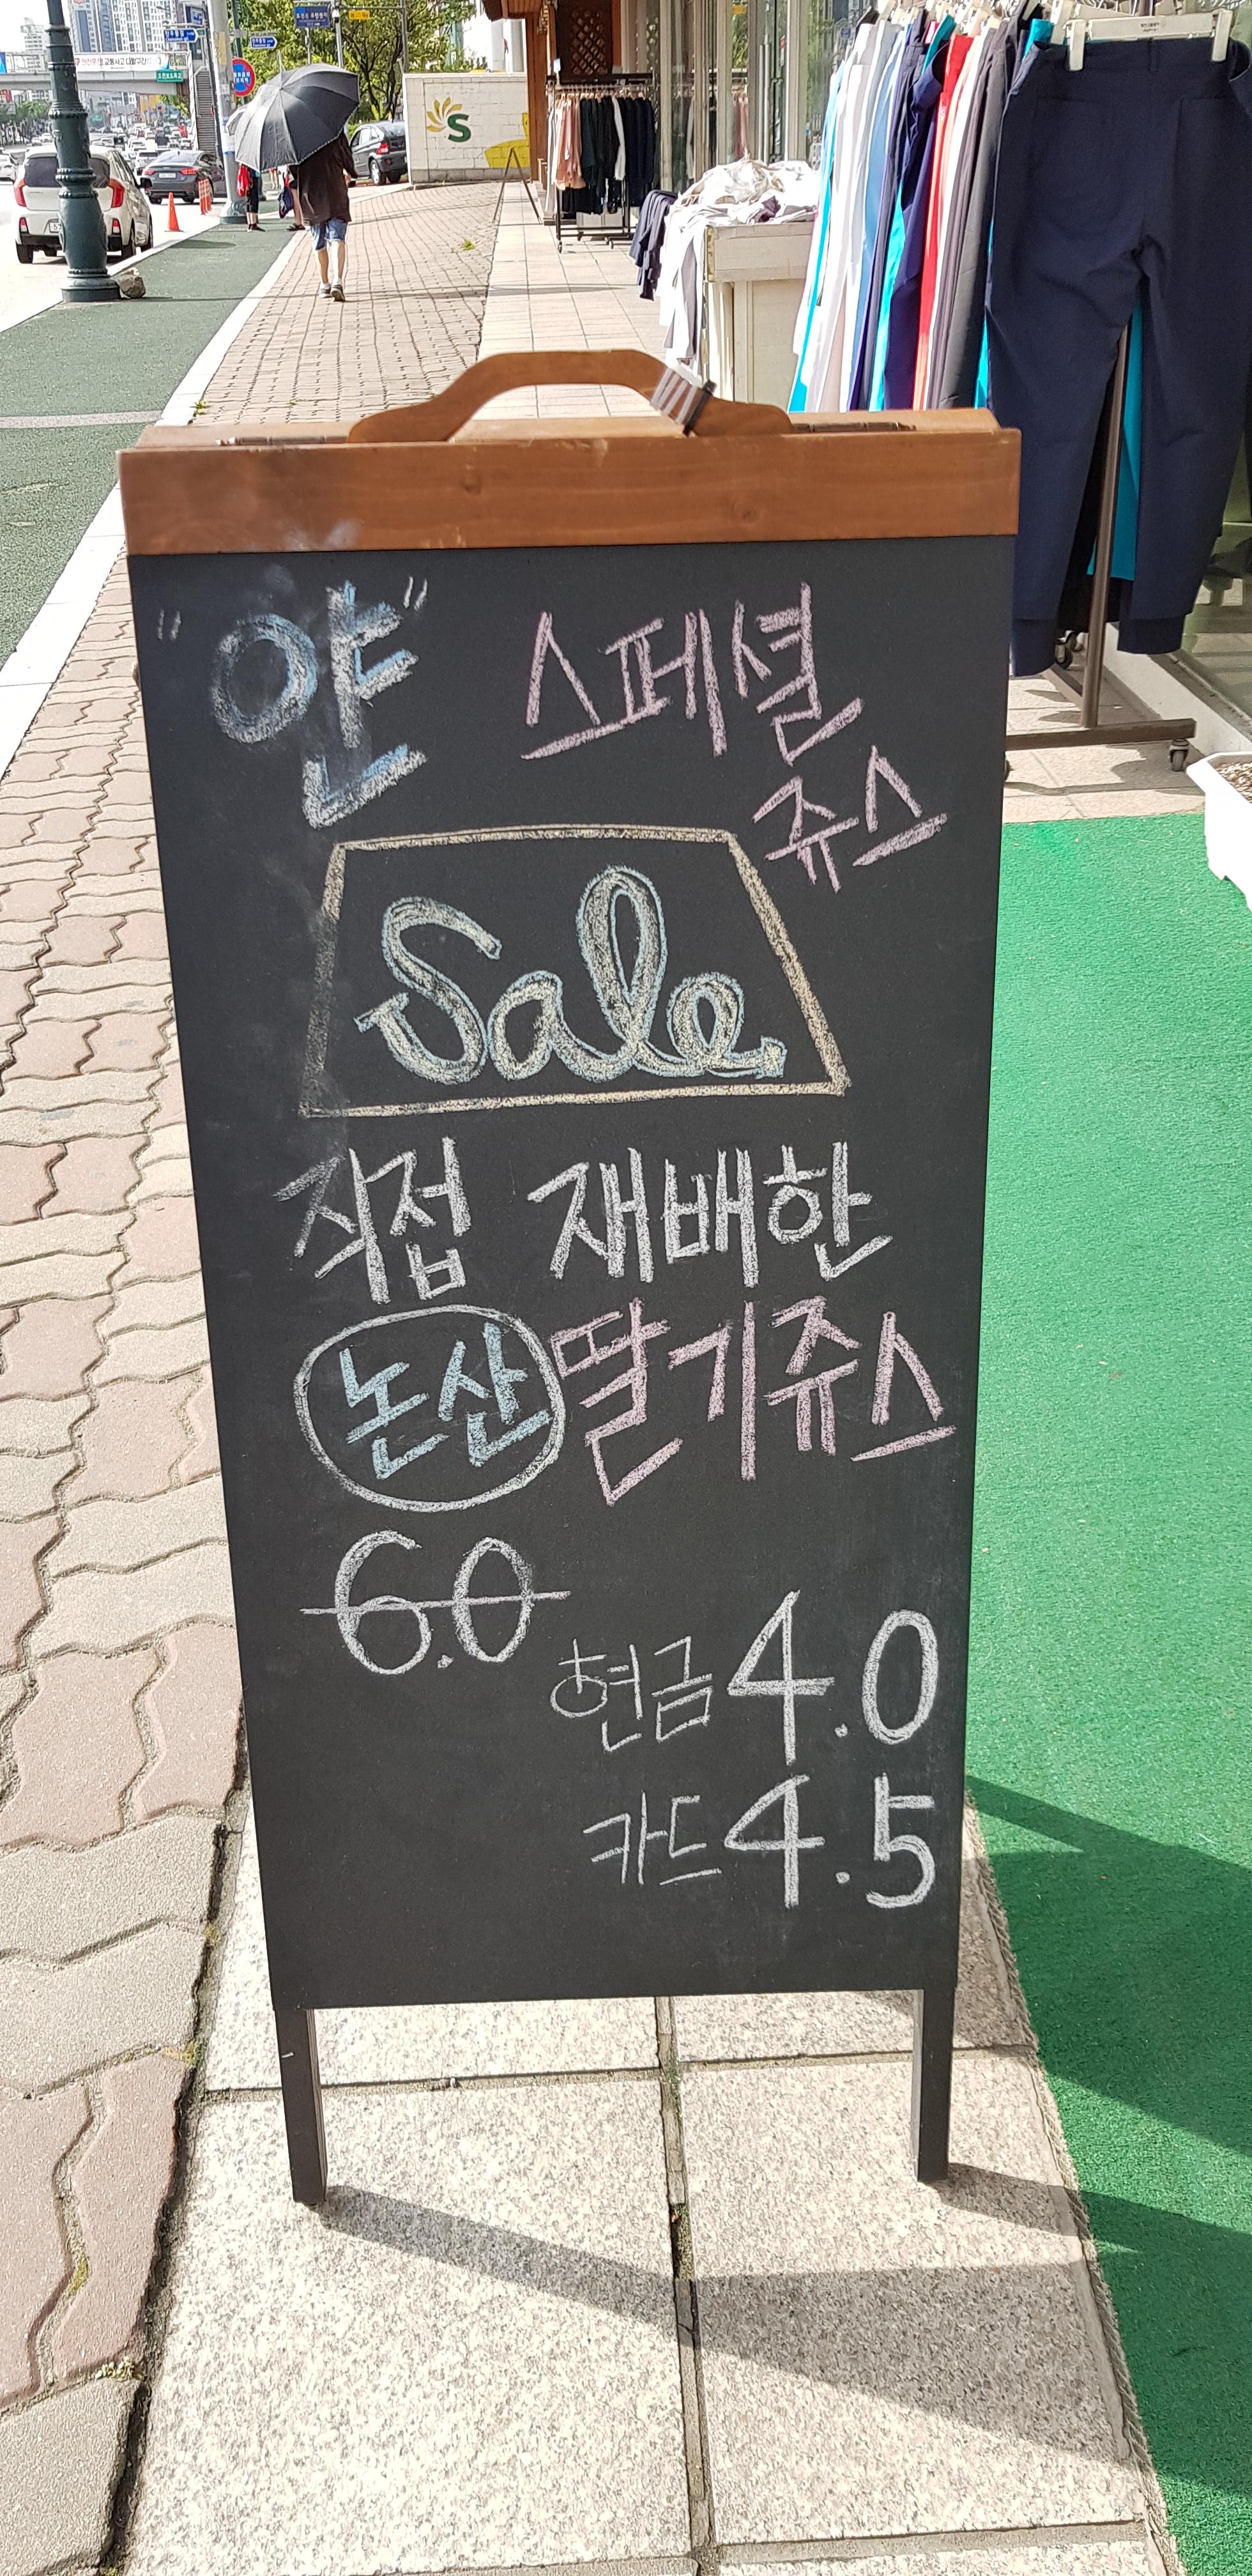 "얀" 스페셜
쥬스
Sale
직접 재배한
논산 딸기쥬스
6.0
현금 4.0
카드 4.5
S